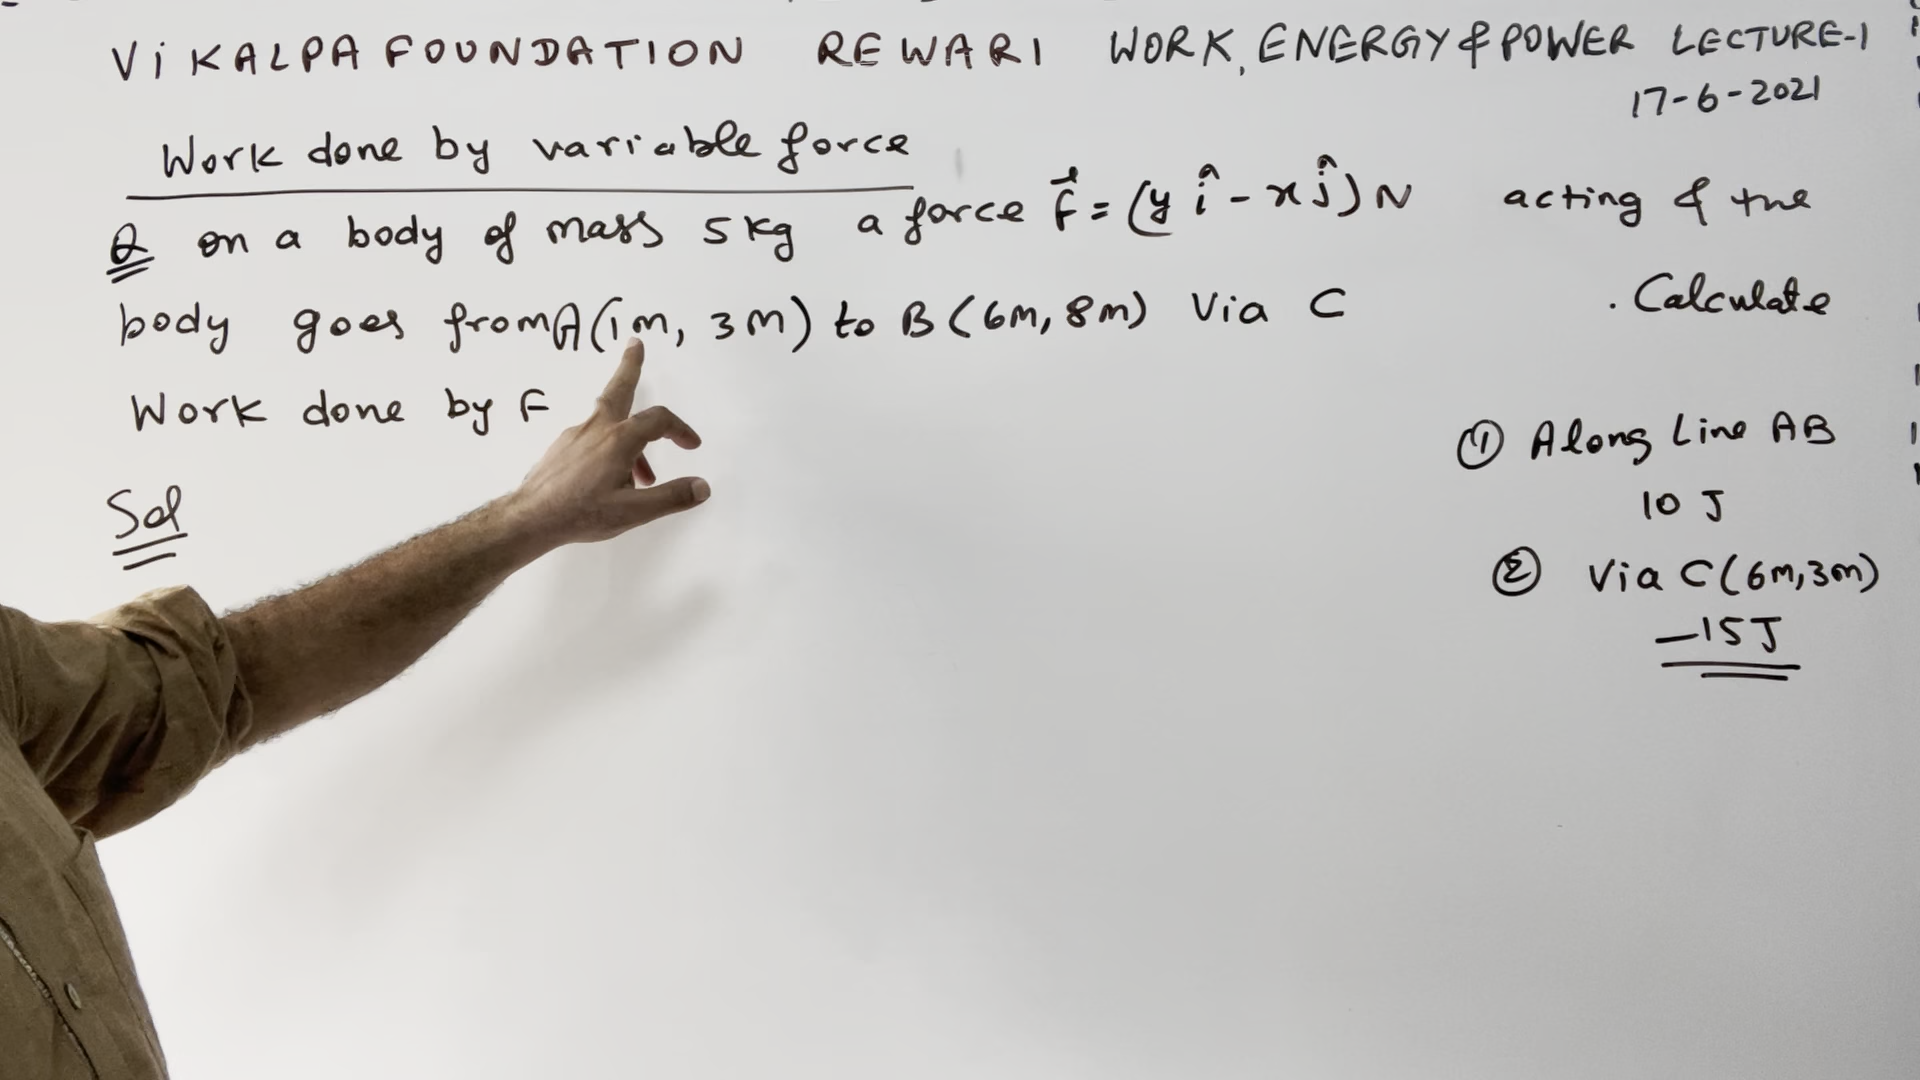 ViKALPA FOUNDATION REWARI WORK, ENERGY & POWER LECTURE-1
17-6-2021
Work done by variable force
Q on a body of mass 5 kg a force F⃗ = (y î - x ĵ) N acting & the
body goes from A(1m, 3m) to B(6m, 8m) Via C . Calculate
Work done by F
Sol
① Along Line AB
10 J
② Via C(6m,3m)
-15J